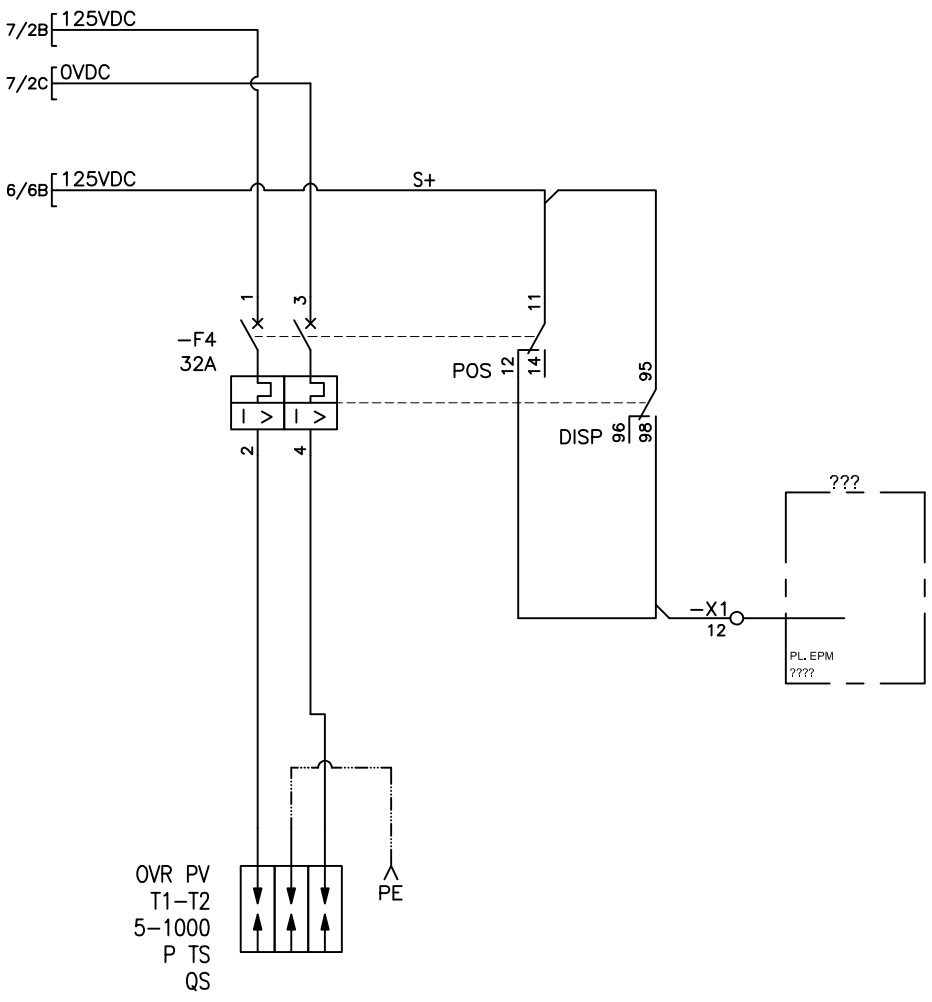 7/2B 125VDC
7/2C 0VDC
6/6B 125VDC
S+
1
3
11
-F4
32A
POS
12
14
95
I >
I >
DISP
96
98
2
4
???
-X1
12
PL. EPM
????
OVR PV
T1-T2
5-1000
P TS
QS
PE